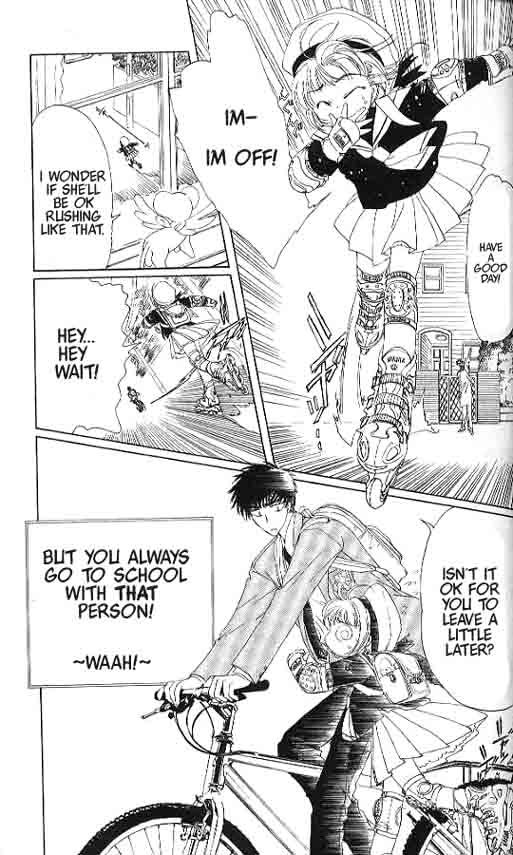 IM-
IM OFF!
HAVE
A
GOOD
DAY!
I WONDER
IF SHE'LL
BE OK
RUSHING
LIKE THAT.
HEY...
HEY
WAIT!
ISN'T IT
OK FOR
YOU TO
LEAVE A
LITTLE
LATER?
BUT YOU ALWAYS
GO TO SCHOOL
WITH THAT
PERSON!
~WAAH!~